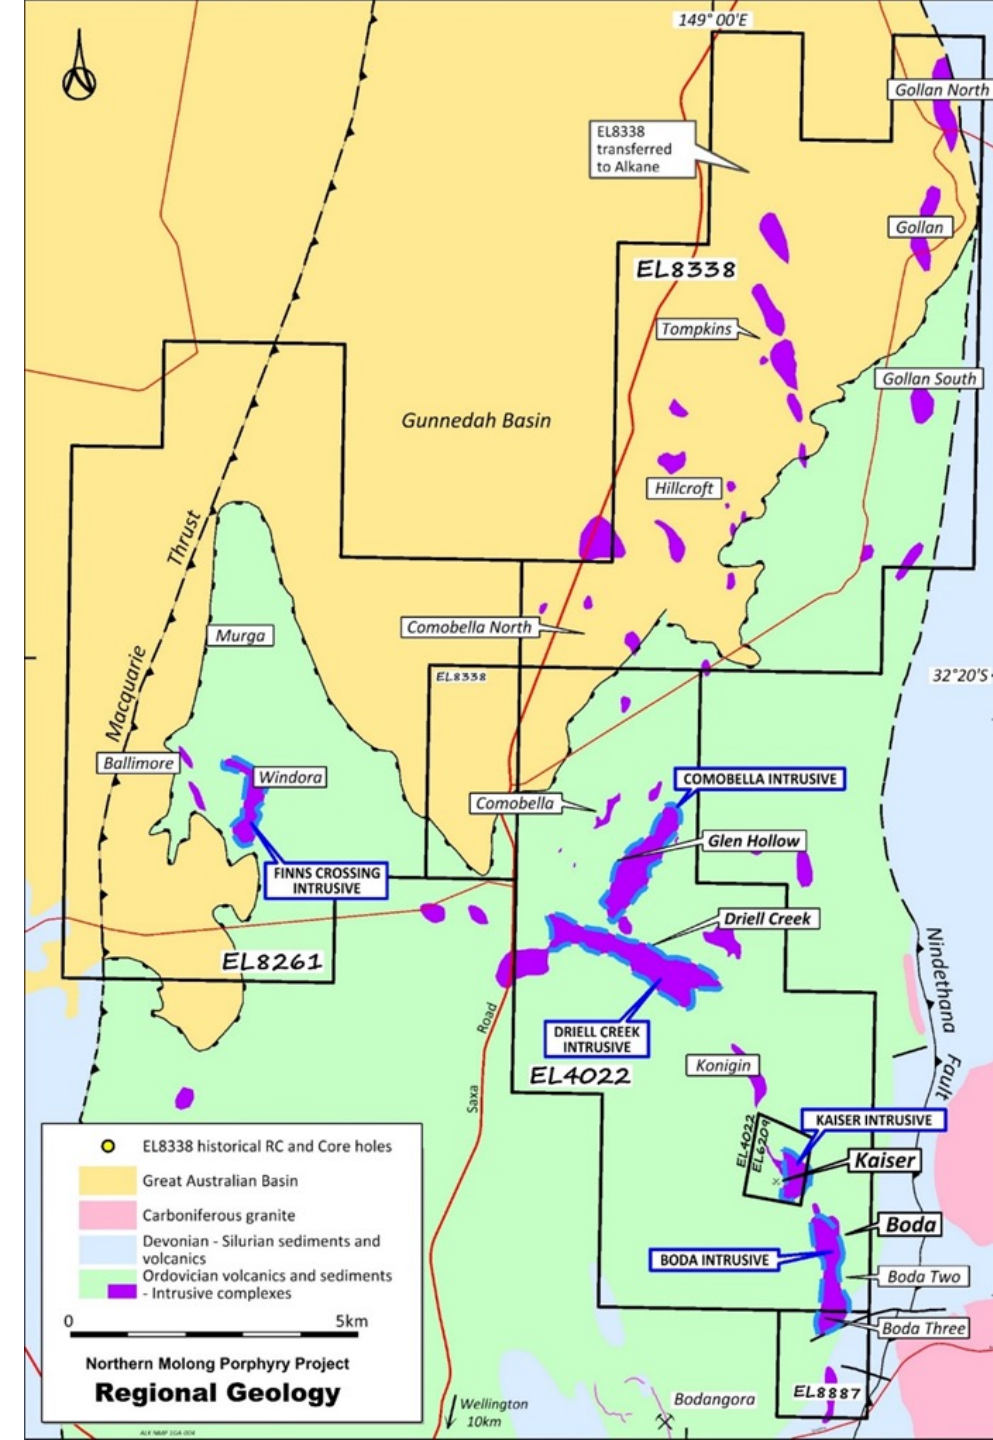 149° 00'E
Gollan North
EL8338
transferred
to Alkane
Gollan
EL8338
Tompkins
Gollan South
Gunnedah Basin
Hillcroft
Thrust
Macquarie
Murga
Comobella North
EL8338
32°20'S
Ballimore
Windora
COMOBELLA INTRUSIVE
Comobella
Glen Hollow
FINNS CROSSING
INTRUSIVE
Driell Creek
EL8261
Nindethana
Fault
Road
Saxa
DRIELL CREEK
INTRUSIVE
EL4022
Konigin
KAISER INTRUSIVE
EL4022
EL6209
Kaiser
Boda
BODA INTRUSIVE
Boda Two
Boda Three
EL8887
Bodangora
Wellington
10km
EL8338 historical RC and Core holes
Great Australian Basin
Carboniferous granite
Devonian - Silurian sediments and
volcanics
Ordovician volcanics and sediments
- Intrusive complexes
0 5km
Northern Molong Porphyry Project
Regional Geology